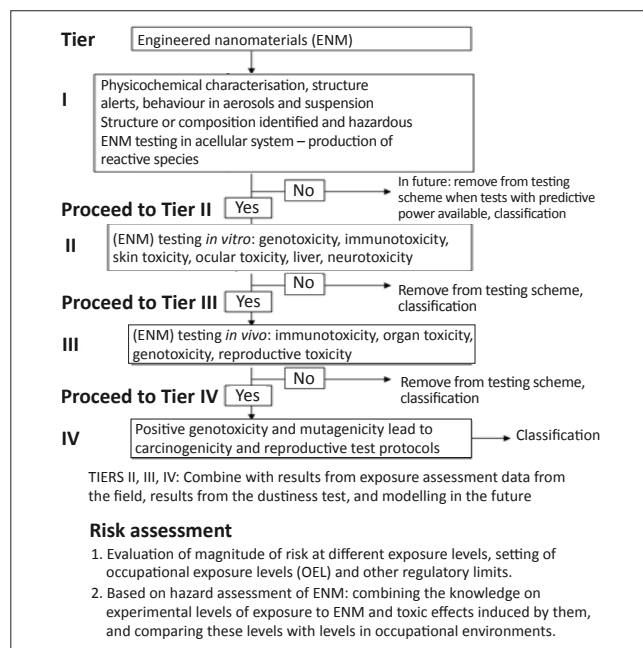 Tier
Engineered nanomaterials (ENM)
I
Physicochemical characterisation, structure
alerts, behaviour in aerosols and suspension
Structure or composition identified and hazardous
ENM testing in acellular system – production of
reactive species
No
In future: remove from testing
scheme when tests with predictive
power available, classification
Proceed to Tier II
Yes
II
(ENM) testing in vitro: genotoxicity, immunotoxicity,
skin toxicity, ocular toxicity, liver, neurotoxicity
No
Remove from testing scheme,
classification
Proceed to Tier III
Yes
III
(ENM) testing in vivo: immunotoxicity, organ toxicity,
genotoxicity, reproductive toxicity
No
Remove from testing scheme,
classification
Proceed to Tier IV
Yes
IV
Positive genotoxicity and mutagenicity lead to
carcinogenicity and reproductive test protocols
Classification
TIERS II, III, IV: Combine with results from exposure assessment data from
the field, results from the dustiness test, and modelling in the future
Risk assessment
1. Evaluation of magnitude of risk at different exposure levels, setting of
occupational exposure levels (OEL) and other regulatory limits.
2. Based on hazard assessment of ENM: combining the knowledge on
experimental levels of exposure to ENM and toxic effects induced by them,
and comparing these levels with levels in occupational environments.